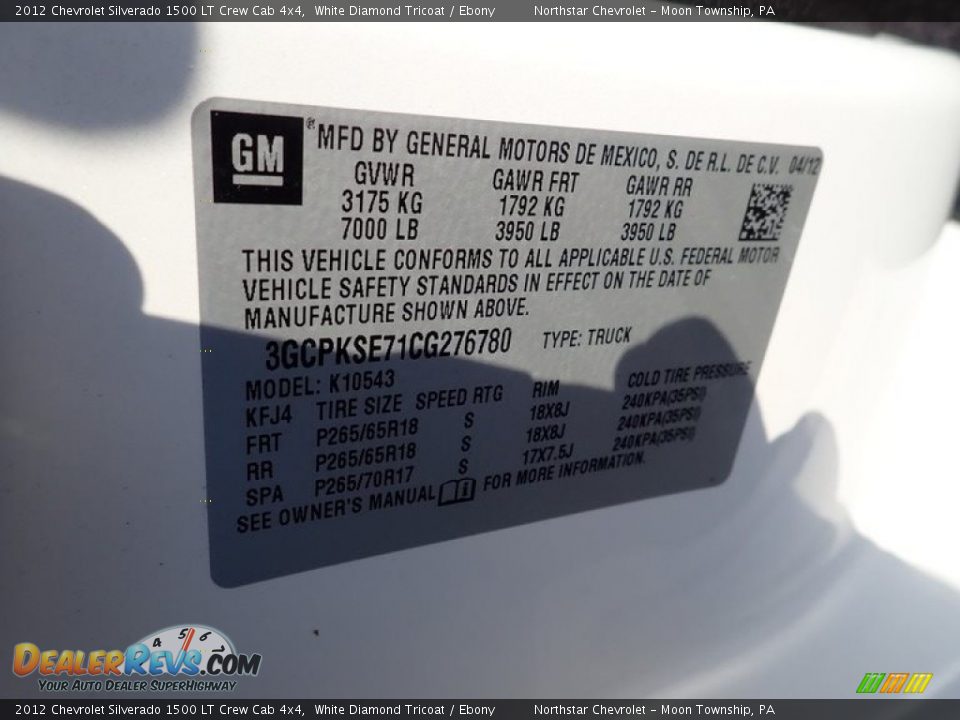 2012 Chevrolet Silverado 1500 LT Crew Cab 4x4, White Diamond Tricoat / Ebony Northstar Chevrolet - Moon Township, PA
GM ® MFD BY GENERAL MOTORS DE MEXICO, S. DE R.L. DE C.V. 04/12
GVWR GAWR FRT GAWR RR
3175 KG 1792 KG 1792 KG
7000 LB 3950 LB 3950 LB
THIS VEHICLE CONFORMS TO ALL APPLICABLE U.S. FEDERAL MOTOR
VEHICLE SAFETY STANDARDS IN EFFECT ON THE DATE OF
MANUFACTURE SHOWN ABOVE.
3GCPKSE71CG276780 TYPE: TRUCK
MODEL: K10543
KFJ4 TIRE SIZE SPEED RTG RIM COLD TIRE PRESSURE
FRT P265/65R18 S 18X8J 240KPA(35PSI)
RR P265/65R18 S 18X8J 240KPA(35PSI)
SPA P265/70R17 S 17X7.5J 240KPA(35PSI)
SEE OWNER'S MANUAL FOR MORE INFORMATION.
4 5 6 7
DEALERREVS.COM
YOUR AUTO DEALER SUPERHIGHWAY
2012 Chevrolet Silverado 1500 LT Crew Cab 4x4, White Diamond Tricoat / Ebony Northstar Chevrolet - Moon Township, PA